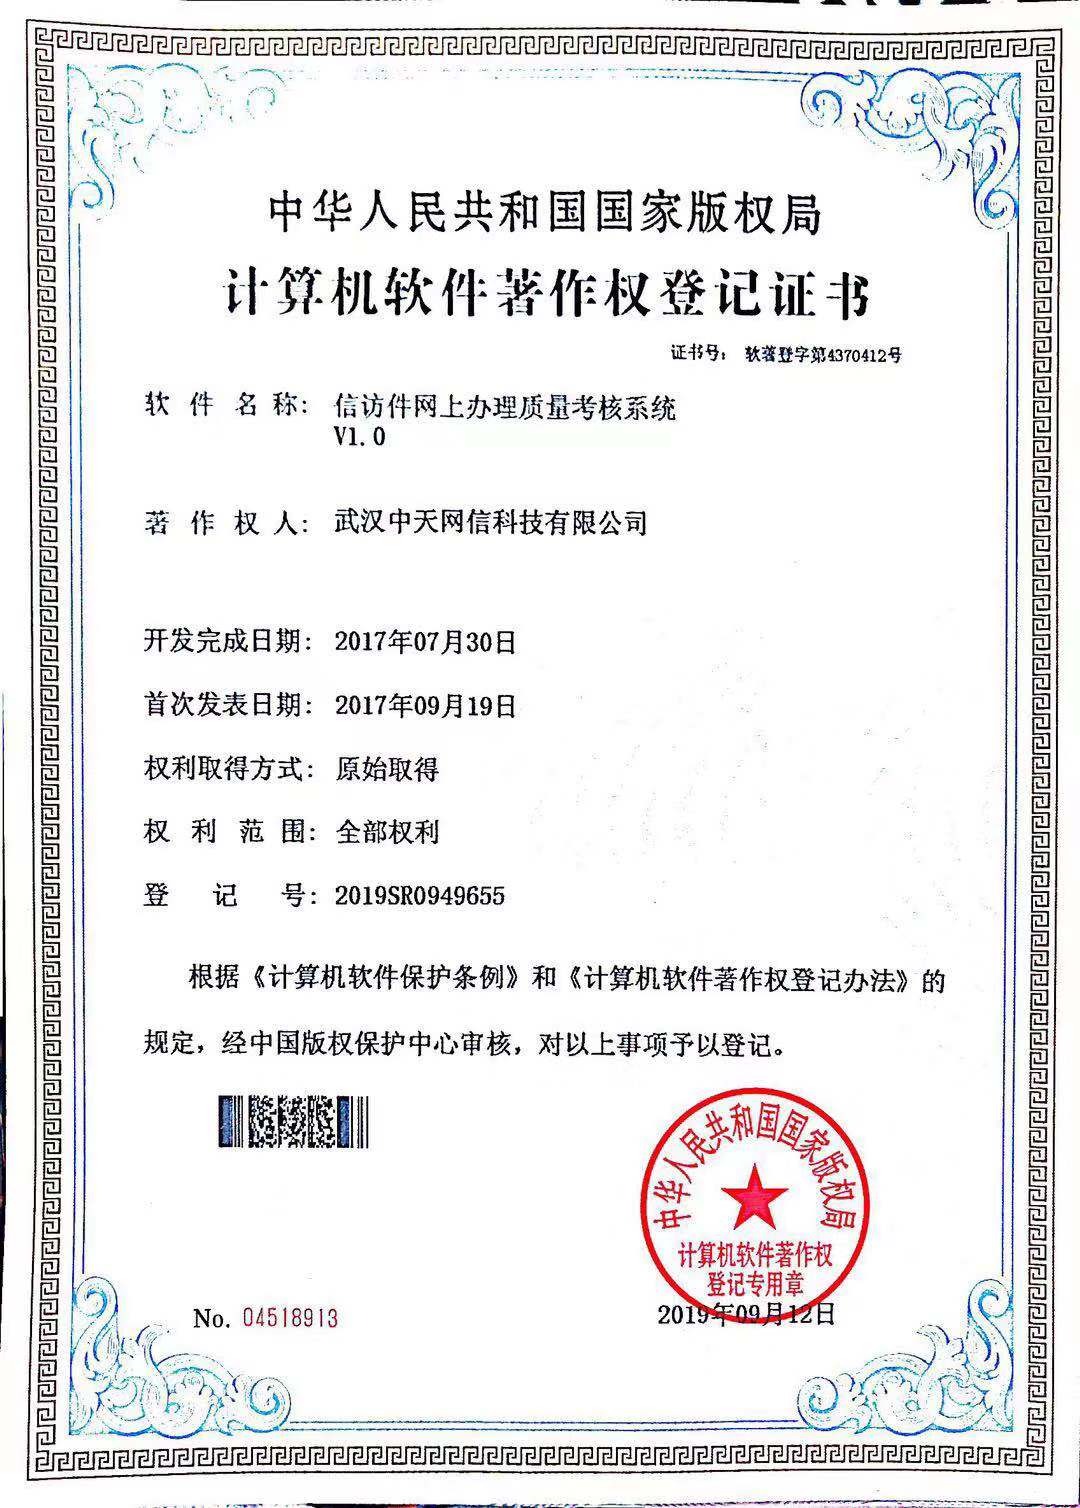 中华人民共和国国家版权局
计算机软件著作权登记证书
证书号： 软著登字第4370412号
软件名称： 信访件网上办理质量考核系统
V1.0
著作权人： 武汉中天网信科技有限公司
开发完成日期： 2017年07月30日
首次发表日期： 2017年09月19日
权利取得方式： 原始取得
权利范围： 全部权利
登记号： 2019SR0949655
根据《计算机软件保护条例》和《计算机软件著作权登记办法》的
规定，经中国版权保护中心审核，对以上事项予以登记。
中华人民共和国国家版权局
计算机软件著作权
登记专用章
No. 04518913
2019年09月12日